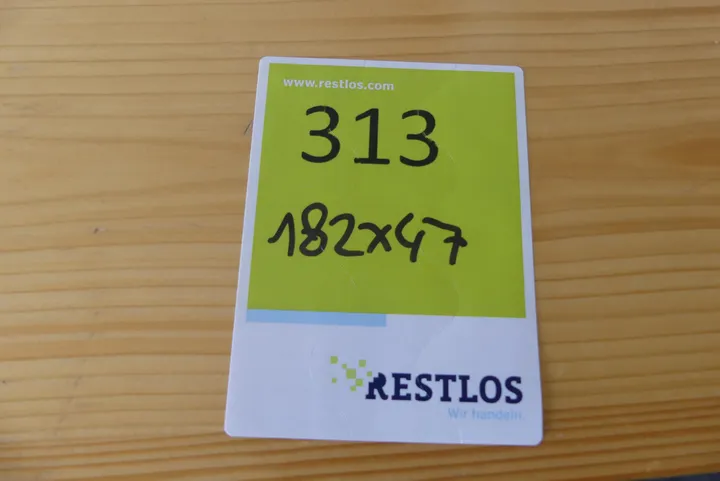 www.restlos.com
313
182x47
RESTLOS
Wir handeln